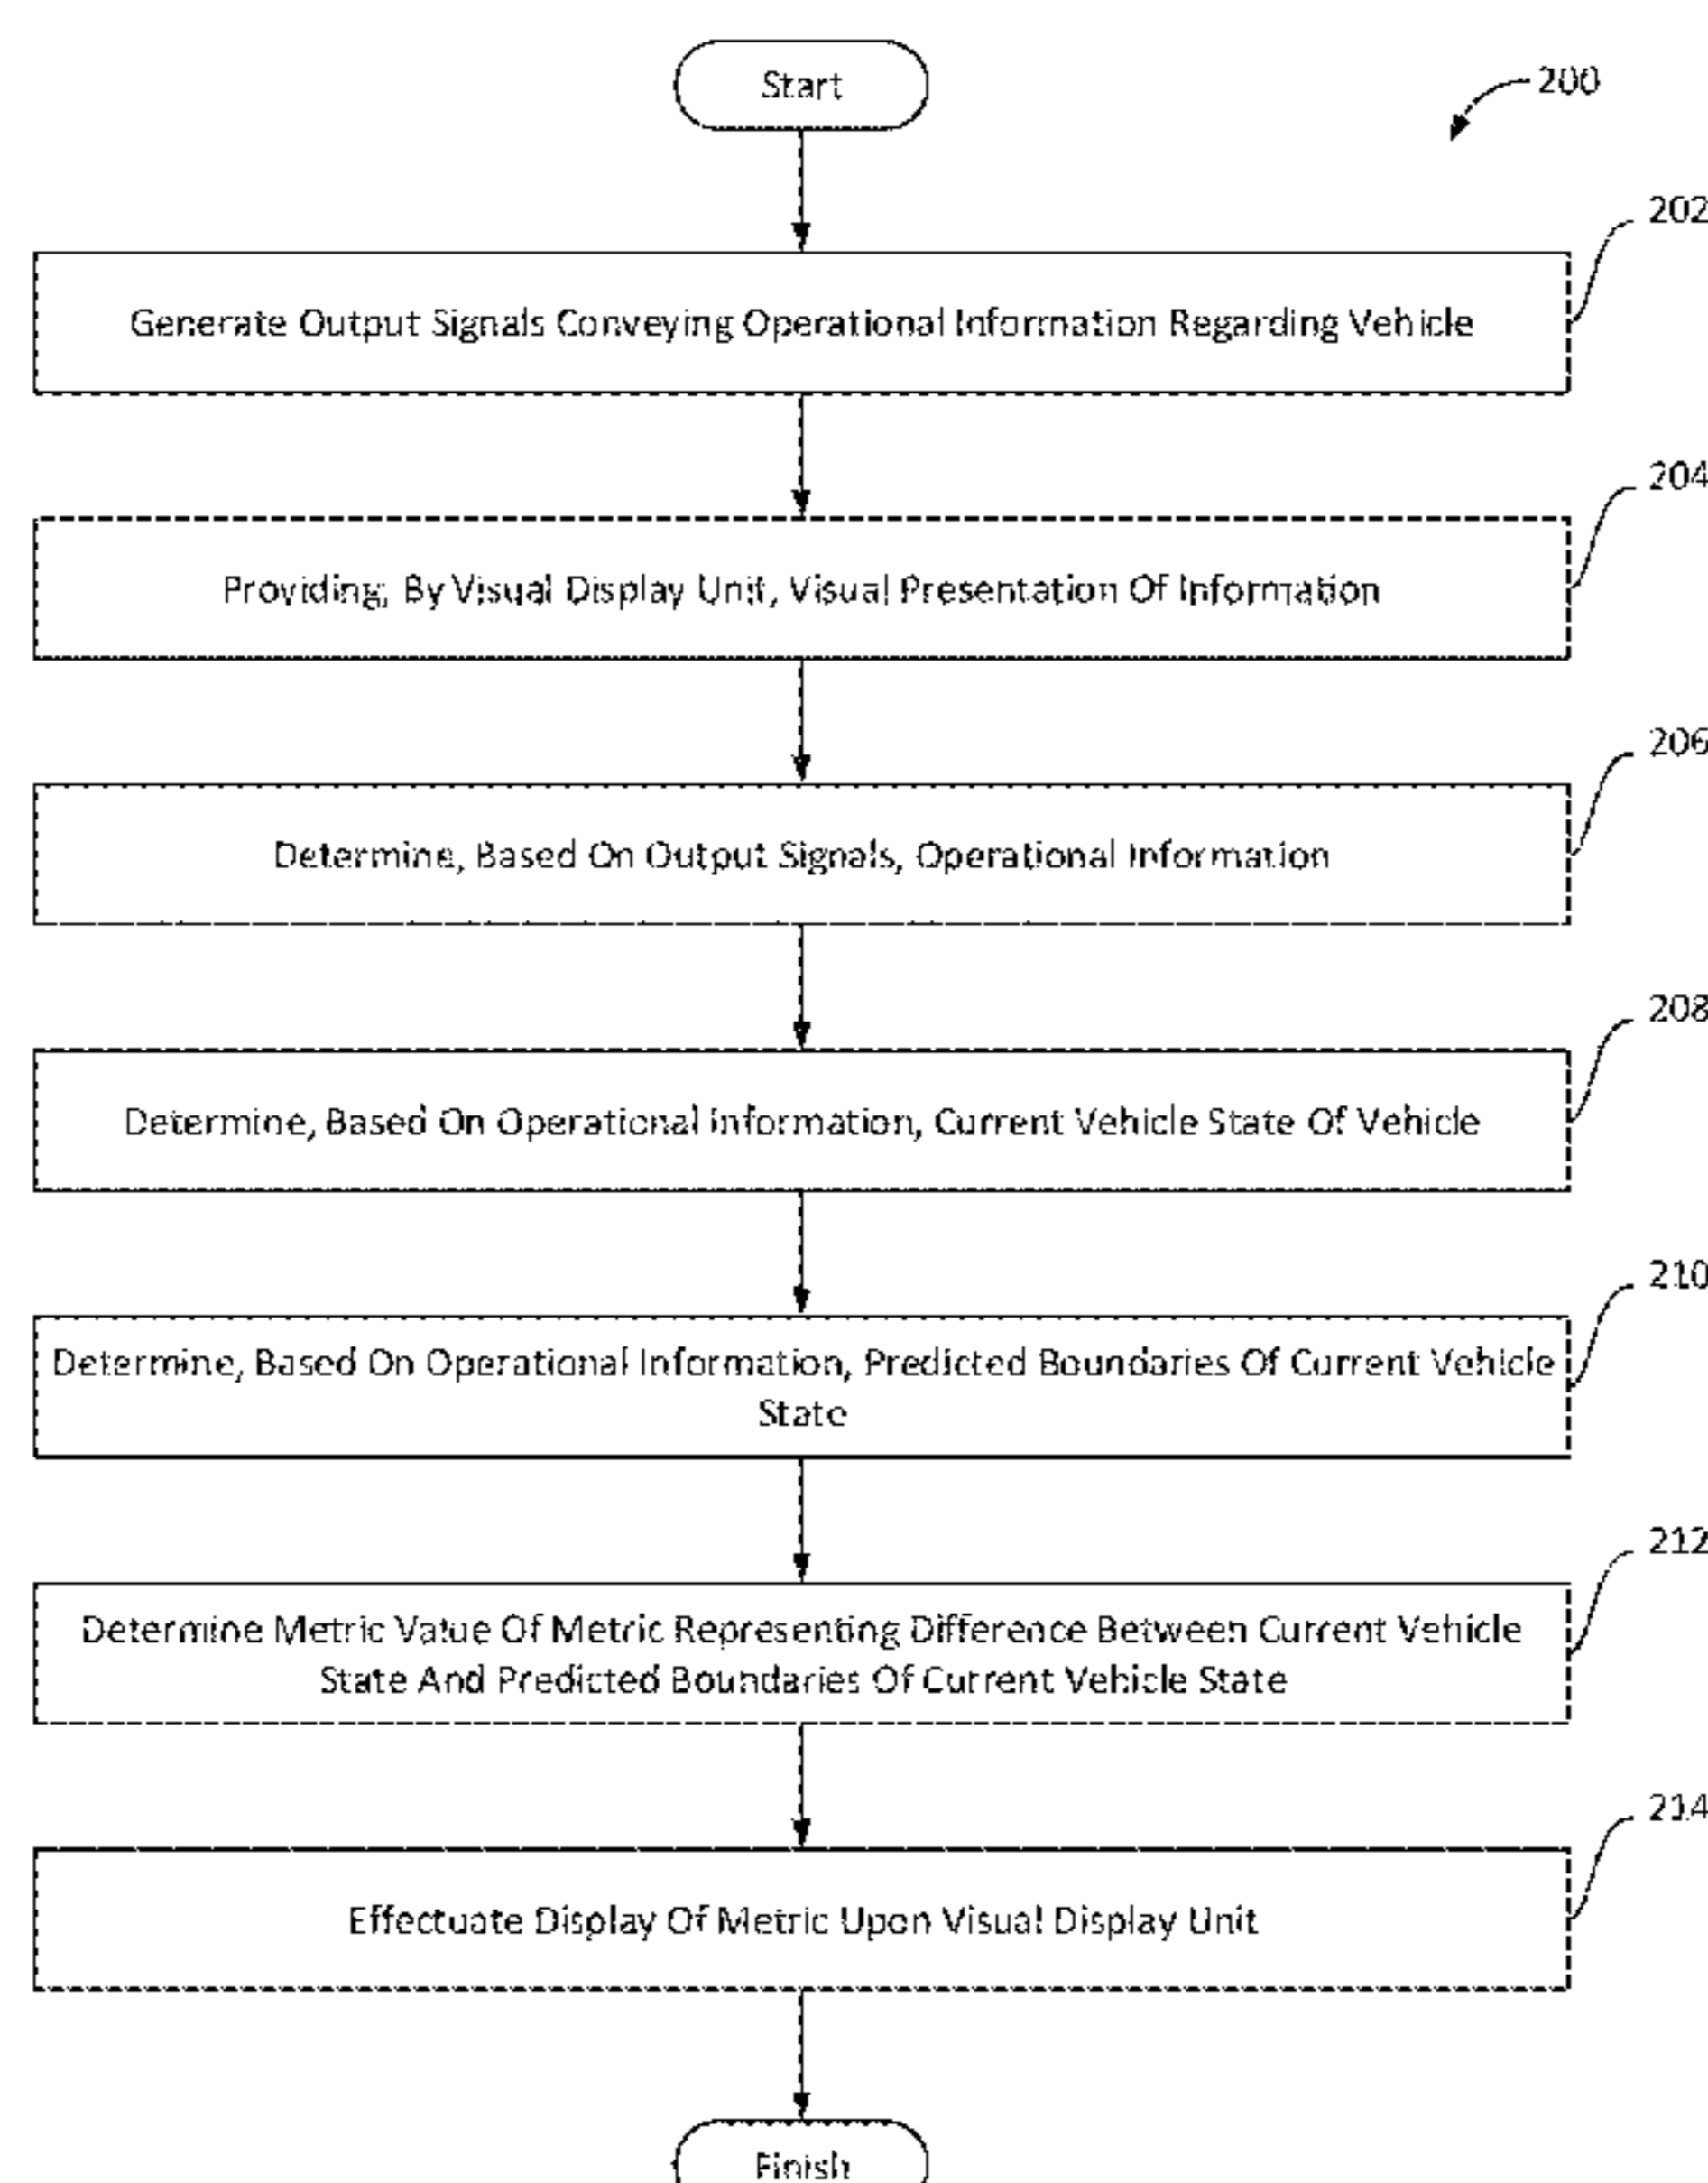 Start
200
202
Generate Output Signals Conveying Operational Information Regarding Vehicle
204
Providing, By Visual Display Unit, Visual Presentation Of Information
206
Determine, Based On Output Signals, Operational Information
208
Determine, Based On Operational Information, Current Vehicle State Of Vehicle
210
Determine, Based On Operational Information, Predicted Boundaries Of Current Vehicle
State
212
Determine Metric Value Of Metric Representing Difference Between Current Vehicle
State And Predicted Boundaries Of Current Vehicle State
214
Effectuate Display Of Metric Upon Visual Display Unit
Finish